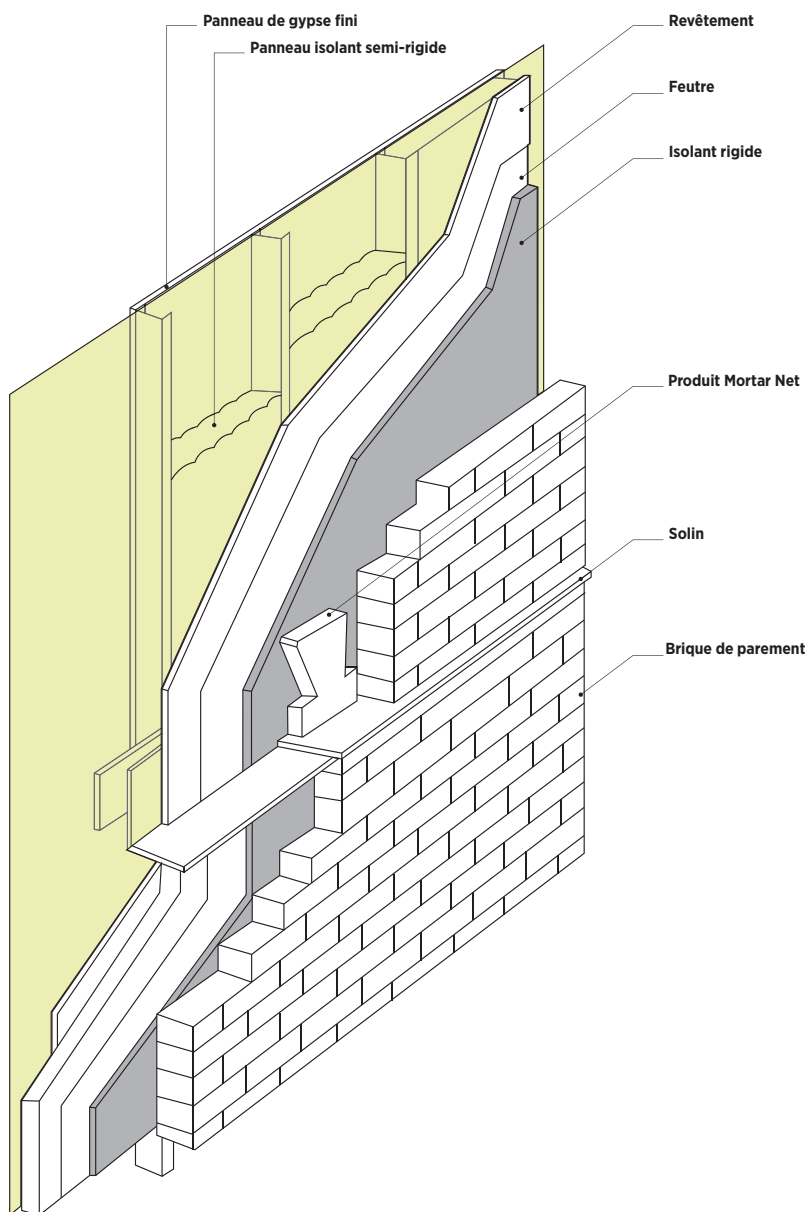 Panneau de gypse fini
Panneau isolant semi-rigide
Revêtement
Feutre
Isolant rigide
Produit Mortar Net
Solin
Brique de parement